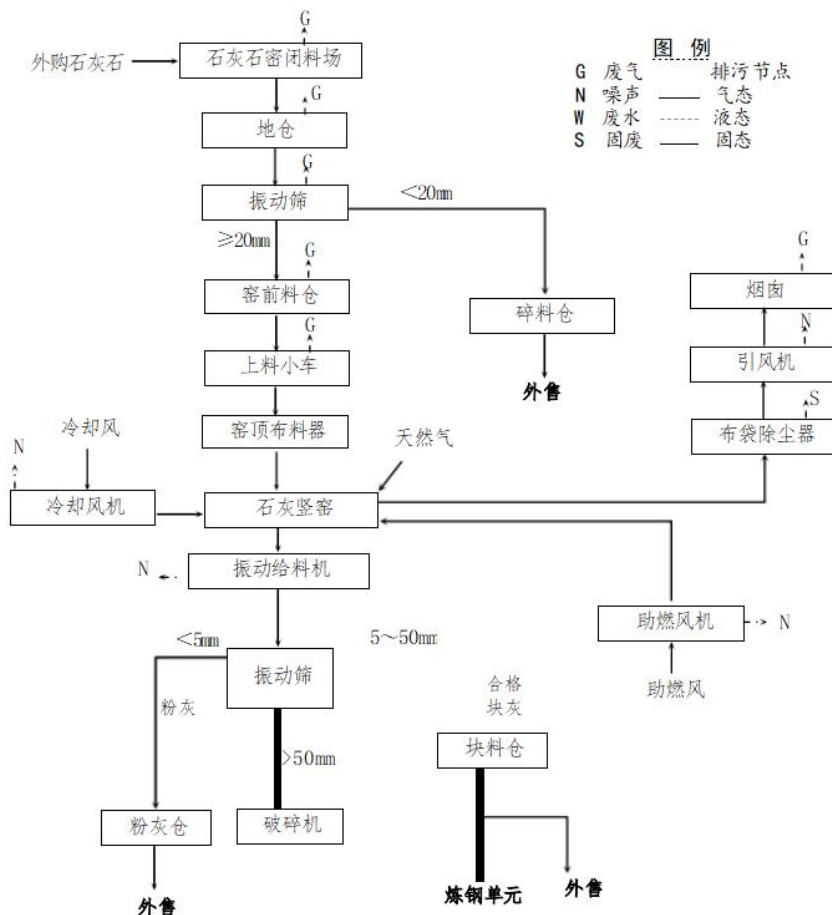 G
外购石灰石
石灰石密闭料场
图 例
G 废气 排污节点
N 噪声 气态
W 废水 液态
S 固废 固态
G
地仓
G
振动筛
<20mm
≥20mm
G
窑前料仓
碎料仓
外售
G
烟囱
G
上料小车
N
引风机
S
布袋除尘器
窑顶布料器
天然气
冷却风
N
冷却风机
石灰竖窑
N
振动给料机
助燃风机
N
助燃风
<5mm
5～50mm
振动筛
粉灰
合格
块灰
块料仓
>50mm
粉灰仓
破碎机
外售
炼钢单元
外售